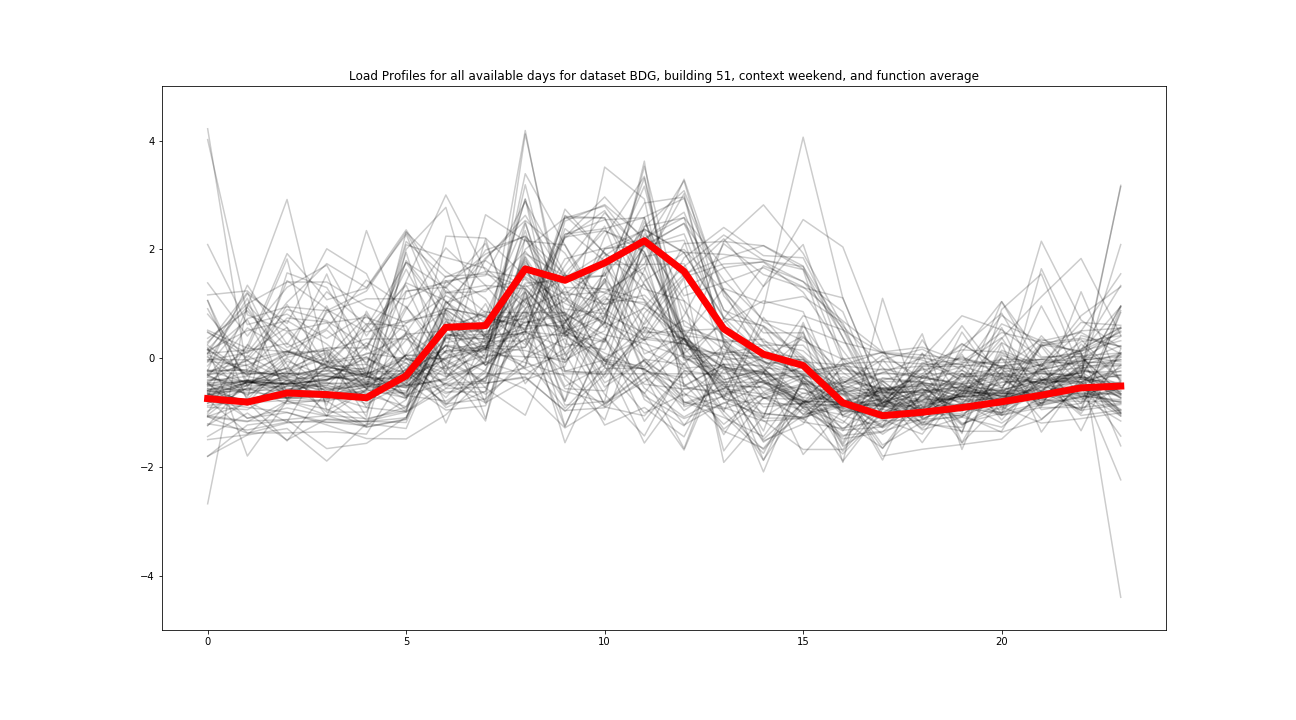 Load Profiles for all available days for dataset BDG, building 51, context weekend, and function average
4
2
0
−2
−4
0 5 10 15 20